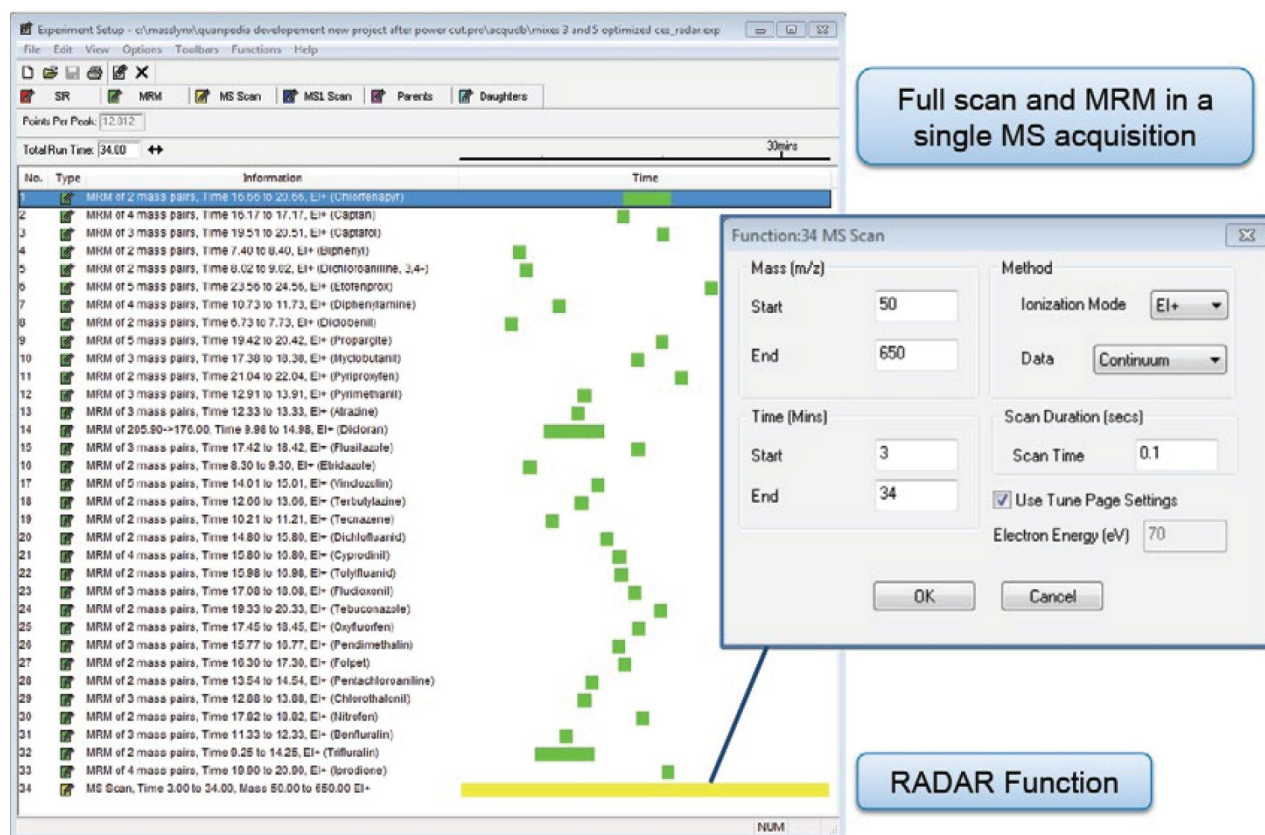 Experiment Setup - c:\masslynx\quanpedia developement new project after power cut.pro\acqudb\mixes 3 and 5 optimized ces_radar.exp
File Edit View Options Toolbars Functions Help
SR MRM MS Scan MS1 Scan Parents Daughters
Points Per Peak: 12.012
Total Run Time: 34.00 30mins
No. Type Information Time
1 MRM of 2 mass pairs, Time 16.66 to 20.66, EI+ (Chlorfenapyr)
2 MRM of 4 mass pairs, Time 16.17 to 17.17, EI+ (Captan)
3 MRM of 3 mass pairs, Time 19.51 to 20.51, EI+ (Captafol)
4 MRM of 2 mass pairs, Time 7.40 to 8.40, EI+ (Biphenyl)
5 MRM of 2 mass pairs, Time 8.02 to 9.02, EI+ (Dichloroaniline, 3,4-)
6 MRM of 5 mass pairs, Time 23.56 to 24.56, EI+ (Etofenprox)
7 MRM of 4 mass pairs, Time 10.73 to 11.73, EI+ (Diphenylamine)
8 MRM of 2 mass pairs, Time 6.73 to 7.73, EI+ (Diclobenil)
9 MRM of 5 mass pairs, Time 19.42 to 20.42, EI+ (Propargite)
10 MRM of 3 mass pairs, Time 17.38 to 18.38, EI+ (Myclobutanil)
11 MRM of 2 mass pairs, Time 21.04 to 22.04, EI+ (Pyriproxyfen)
12 MRM of 3 mass pairs, Time 12.91 to 13.91, EI+ (Pyrimethanil)
13 MRM of 3 mass pairs, Time 12.33 to 13.33, EI+ (Atrazine)
14 MRM of 205.90->176.00, Time 9.98 to 14.98, EI+ (Dicloran)
15 MRM of 3 mass pairs, Time 17.42 to 18.42, EI+ (Flusilazole)
16 MRM of 2 mass pairs, Time 8.30 to 9.30, EI+ (Etridazole)
17 MRM of 5 mass pairs, Time 14.01 to 15.01, EI+ (Vinclozolin)
18 MRM of 2 mass pairs, Time 12.66 to 13.66, EI+ (Terbutylazine)
19 MRM of 2 mass pairs, Time 10.21 to 11.21, EI+ (Tecnazene)
20 MRM of 2 mass pairs, Time 14.80 to 15.80, EI+ (Dichlofluanid)
21 MRM of 4 mass pairs, Time 15.80 to 16.80, EI+ (Cyprodinil)
22 MRM of 2 mass pairs, Time 15.98 to 16.98, EI+ (Tolylfluanid)
23 MRM of 3 mass pairs, Time 17.08 to 18.08, EI+ (Fludioxonil)
24 MRM of 2 mass pairs, Time 19.33 to 20.33, EI+ (Tebuconazole)
25 MRM of 2 mass pairs, Time 17.45 to 18.45, EI+ (Oxyfluorfen)
26 MRM of 3 mass pairs, Time 15.77 to 16.77, EI+ (Pendimethalin)
27 MRM of 2 mass pairs, Time 16.30 to 17.30, EI+ (Folpet)
28 MRM of 2 mass pairs, Time 13.54 to 14.54, EI+ (Pentachloroaniline)
29 MRM of 3 mass pairs, Time 12.88 to 13.88, EI+ (Chlorothalonil)
30 MRM of 2 mass pairs, Time 17.82 to 18.82, EI+ (Nitrofen)
31 MRM of 3 mass pairs, Time 11.33 to 12.33, EI+ (Benfluralin)
32 MRM of 2 mass pairs, Time 9.25 to 14.25, EI+ (Trifluralin)
33 MRM of 4 mass pairs, Time 19.90 to 20.90, EI+ (Iprodione)
34 MS Scan, Time 3.00 to 34.00, Mass 50.00 to 650.00 EI+
NUM
Full scan and MRM in a
single MS acquisition
Function:34 MS Scan
Mass (m/z)
Start 50
End 650
Method
Ionization Mode EI+
Data Continuum
Time (Mins)
Start 3
End 34
Scan Duration (secs)
Scan Time 0.1
Use Tune Page Settings
Electron Energy (eV) 70
OK Cancel
RADAR Function